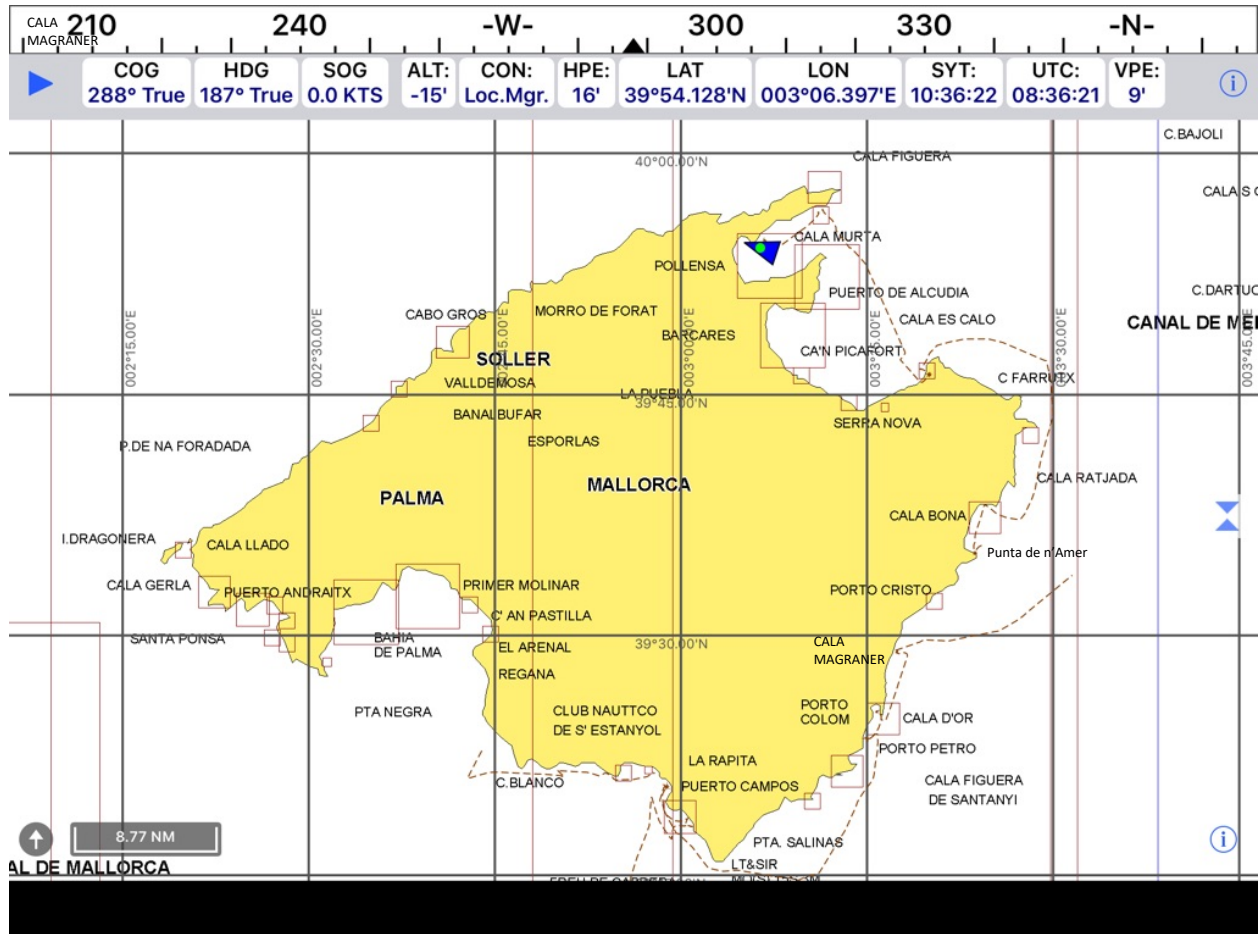 CALA
MAGRANER
210 240 -W- 300 330 -N-
COG HDG SOG ALT: CON: HPE: LAT LON SYT: UTC: VPE:
288° True 187° True 0.0 KTS -15' Loc.Mgr. 16' 39°54.128'N 003°06.397'E 10:36:22 08:36:21 9'
C.BAJOLI
40°00.00'N
CALA FIGUERA
CALA S
CALA MURTA
POLLENSA
PUERTO DE ALCUDIA
C.DARTUC
MORRO DE FORAT
CABO GROS
CALA ES CALO
CANAL DE ME
BARCARES
002°15.00'E
002°30.00'E
003°30.00'E
003°45.00'E
CA'N PICAFORT
SOLLER
C FARRUTX
VALLDEMOSA
LA PUEBLA
39°45.00'N
BANALBUFAR
SERRA NOVA
ESPORLAS
P.DE NA FORADADA
CALA RATJADA
MALLORCA
PALMA
CALA BONA
I.DRAGONERA
CALA LLADO
Punta de n'Amer
CALA GERLA
PUERTO ANDRAITX
PRIMER MOLINAR
PORTO CRISTO
C' AN PASTILLA
SANTA PONSA
BAHIA
DE PALMA
EL ARENAL
39°30.00'N
CALA
MAGRANER
REGANA
PTA NEGRA
CLUB NAUTTCO
DE S' ESTANYOL
PORTO
COLOM
CALA D'OR
PORTO PETRO
LA RAPITA
C.BLANCO
PUERTO CAMPOS
CALA FIGUERA
DE SANTANYI
8.77 NM
PTA. SALINAS
LT&SIR
AL DE MALLORCA